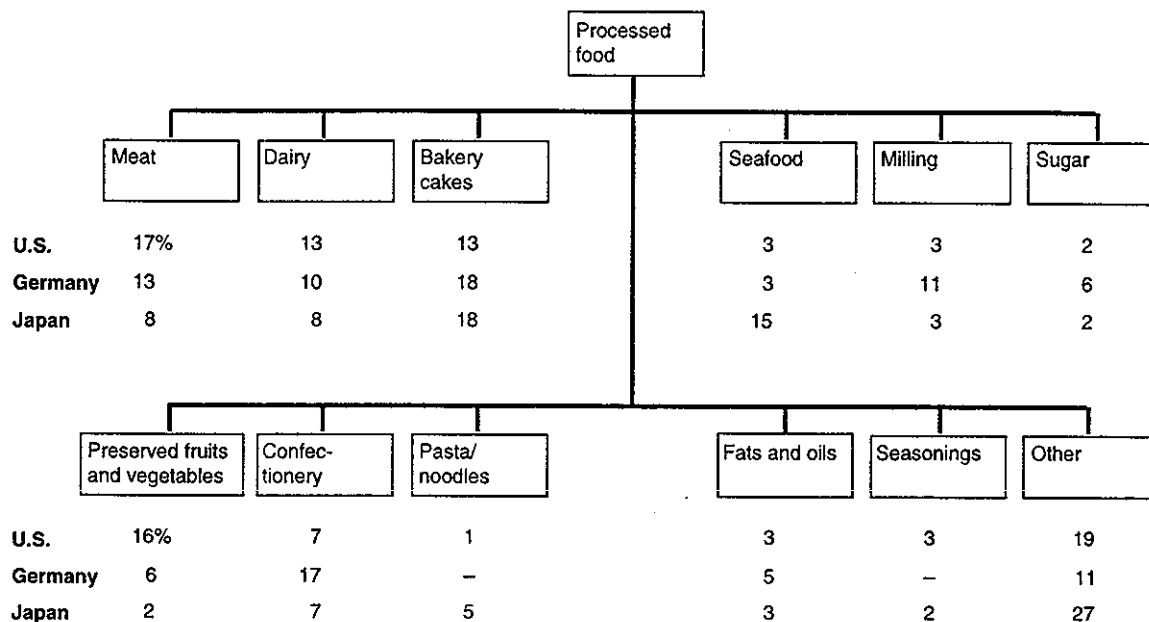 Processed
food
Meat Dairy Bakery Seafood Milling Sugar
cakes
U.S. 17% 13 13 3 3 2
Germany 13 10 18 3 11 6
Japan 8 8 18 15 3 2
Preserved fruits Confec- Pasta/ Fats and oils Seasonings Other
and vegetables tionery noodles
U.S. 16% 7 1 3 3 19
Germany 6 17 – 5 – 11
Japan 2 7 5 3 2 27